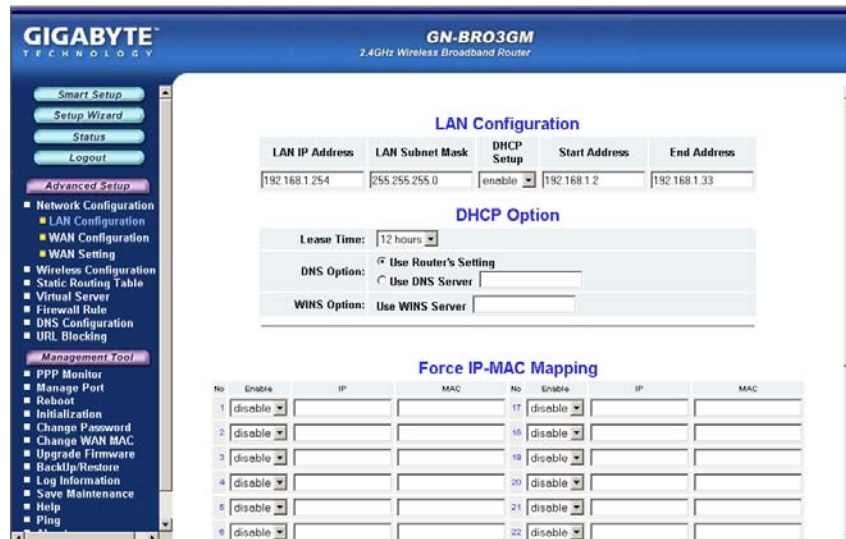 GIGABYTE™
TECHNOLOGY
GN-BR03GM
2.4GHz Wireless Broadband Router
Smart Setup
Setup Wizard
Status
Logout
Advanced Setup
Network Configuration
LAN Configuration
WAN Configuration
WAN Setting
Wireless Configuration
Static Routing Table
Virtual Server
Firewall Rule
DNS Configuration
URL Blocking
Management Tool
PPP Monitor
Manage Port
Reboot
Initialization
Change Password
Change WAN MAC
Upgrade Firmware
BackUp/Restore
Log Information
Save Maintenance
Help
Ping
LAN Configuration
LAN IP Address LAN Subnet Mask DHCP Setup Start Address End Address
192.168.1.254 255.255.255.0 enable 192.168.1.2 192.168.1.33
DHCP Option
Lease Time: 12 hours
DNS Option: Use Router's Setting
Use DNS Server
WINS Option: Use WINS Server
Force IP-MAC Mapping
No Enable IP MAC No Enable IP MAC
1 disable 17 disable
2 disable 18 disable
3 disable 19 disable
4 disable 20 disable
5 disable 21 disable
6 disable 22 disable